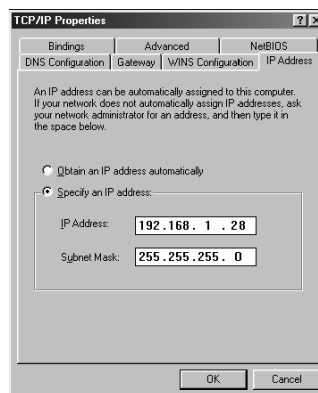 TCP/IP Properties
Bindings Advanced NetBIOS
DNS Configuration Gateway WINS Configuration IP Address
An IP address can be automatically assigned to this computer.
If your network does not automatically assign IP addresses, ask
your network administrator for an address, and then type it in
the space below.
Obtain an IP address automatically
Specify an IP address:
IP Address: 192.168. 1 .28
Subnet Mask: 255.255.255. 0
OK Cancel